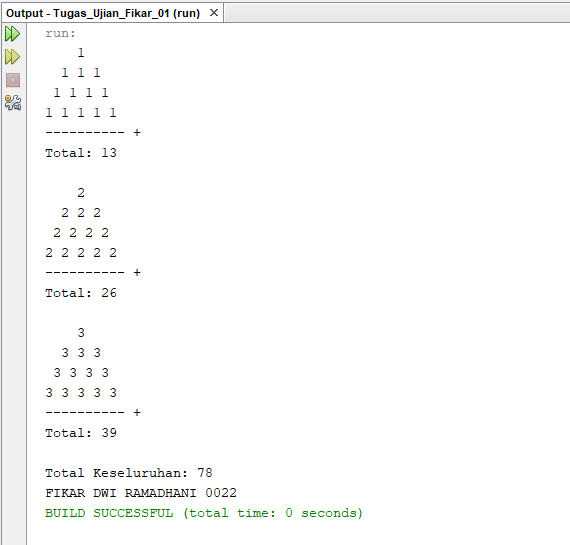 Output - Tugas_Ujian_Fikar_01 (run)
run:
    1
  1 1 1
 1 1 1 1
1 1 1 1 1
---------- +
Total: 13
    2
  2 2 2
 2 2 2 2
2 2 2 2 2
---------- +
Total: 26
    3
  3 3 3
 3 3 3 3
3 3 3 3 3
---------- +
Total: 39
Total Keseluruhan: 78
FIKAR DWI RAMADHANI 0022
BUILD SUCCESSFUL (total time: 0 seconds)